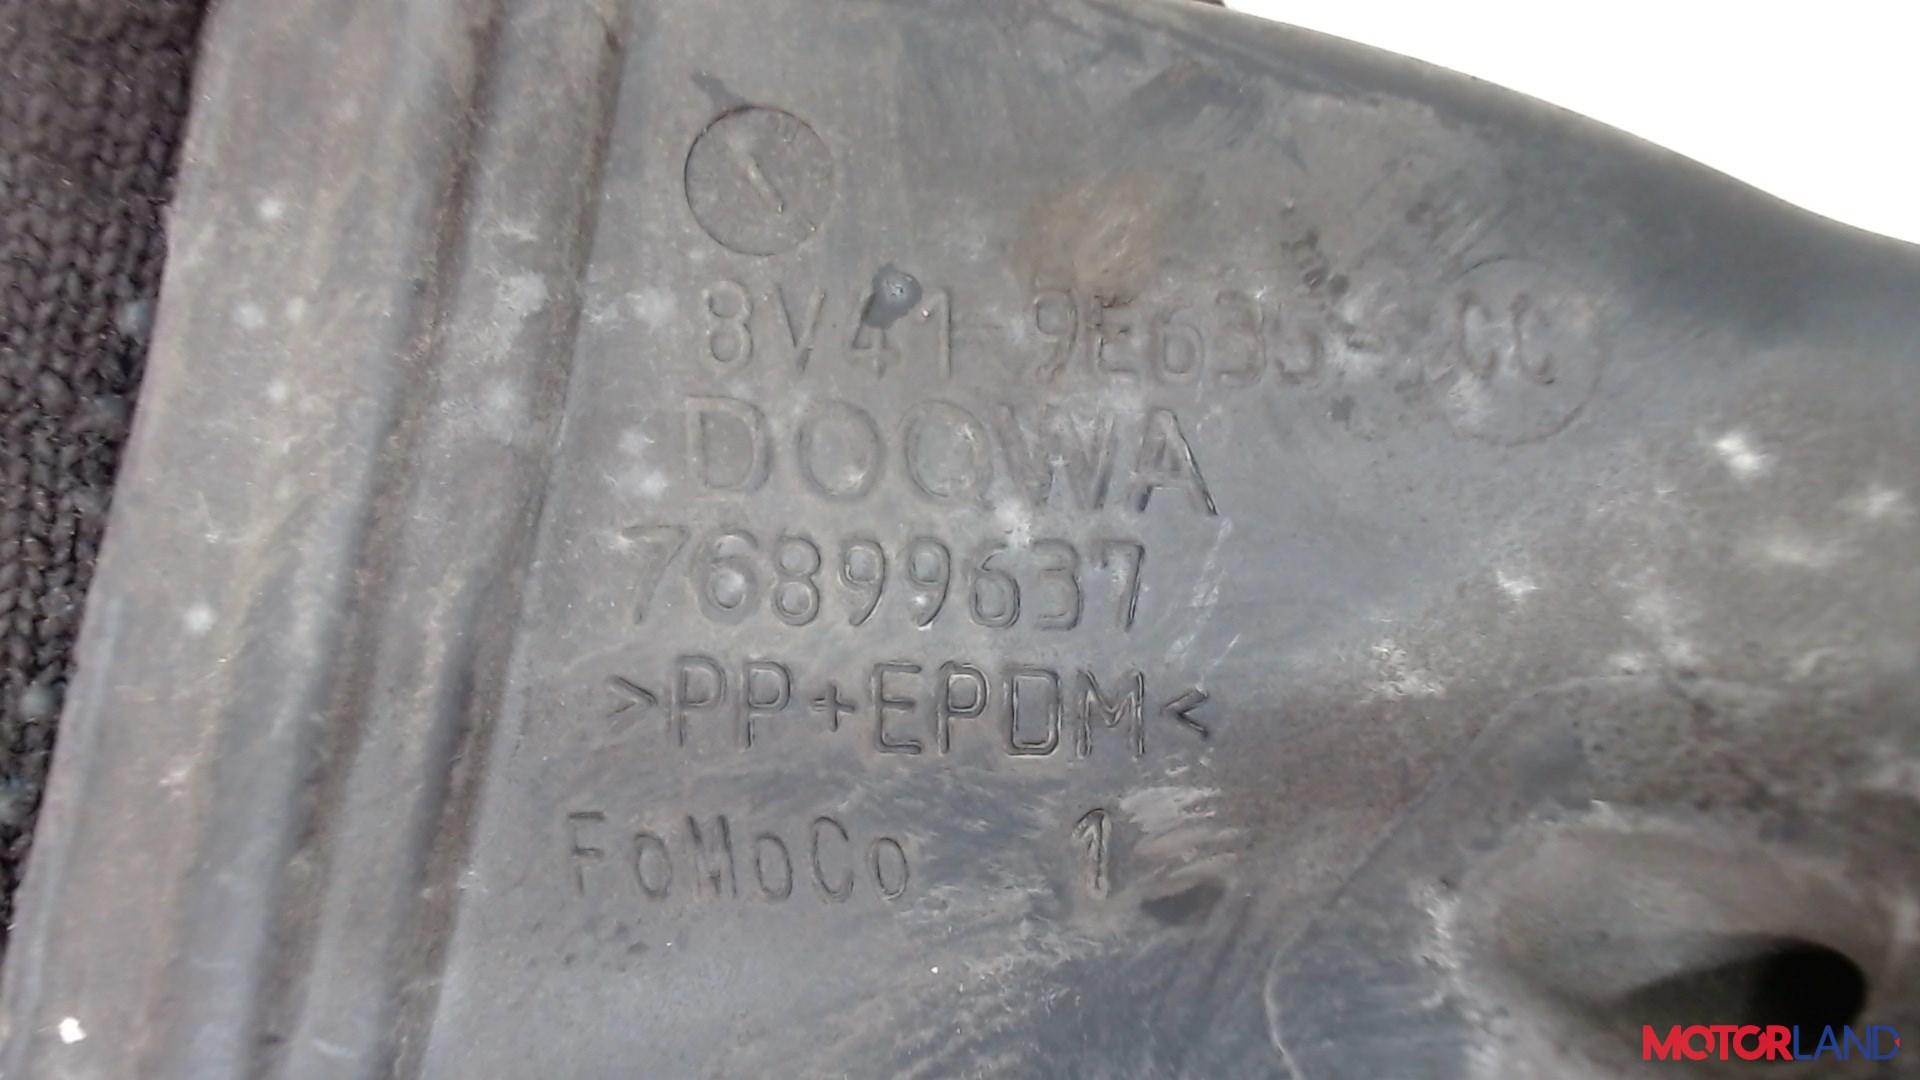 8V41-9E635- CC
DOOWA
76899637
>PP+EPDM<
FoMoCo 1
MOTORLAND